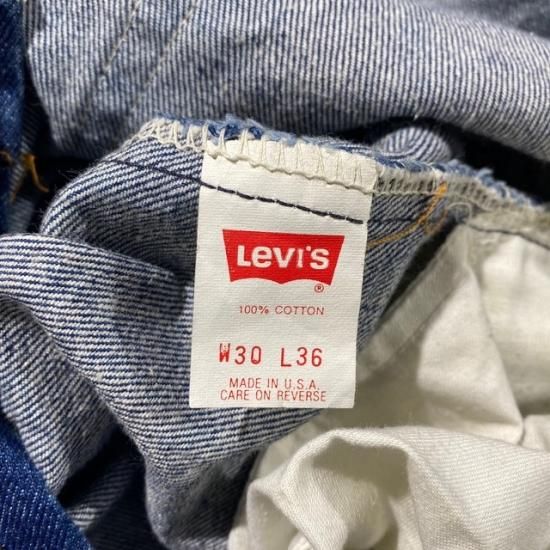 Levi's
®
100% COTTON
W30 L36
MADE IN U.S.A.
CARE ON REVERSE